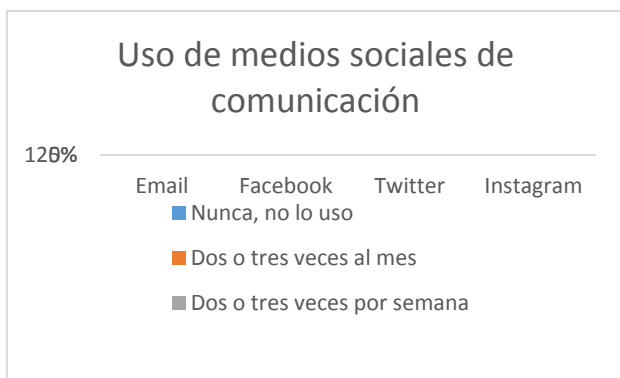 Uso de medios sociales de
comunicación
Email Facebook Twitter Instagram
Nunca, no lo uso
Dos o tres veces al mes
Dos o tres veces por semana